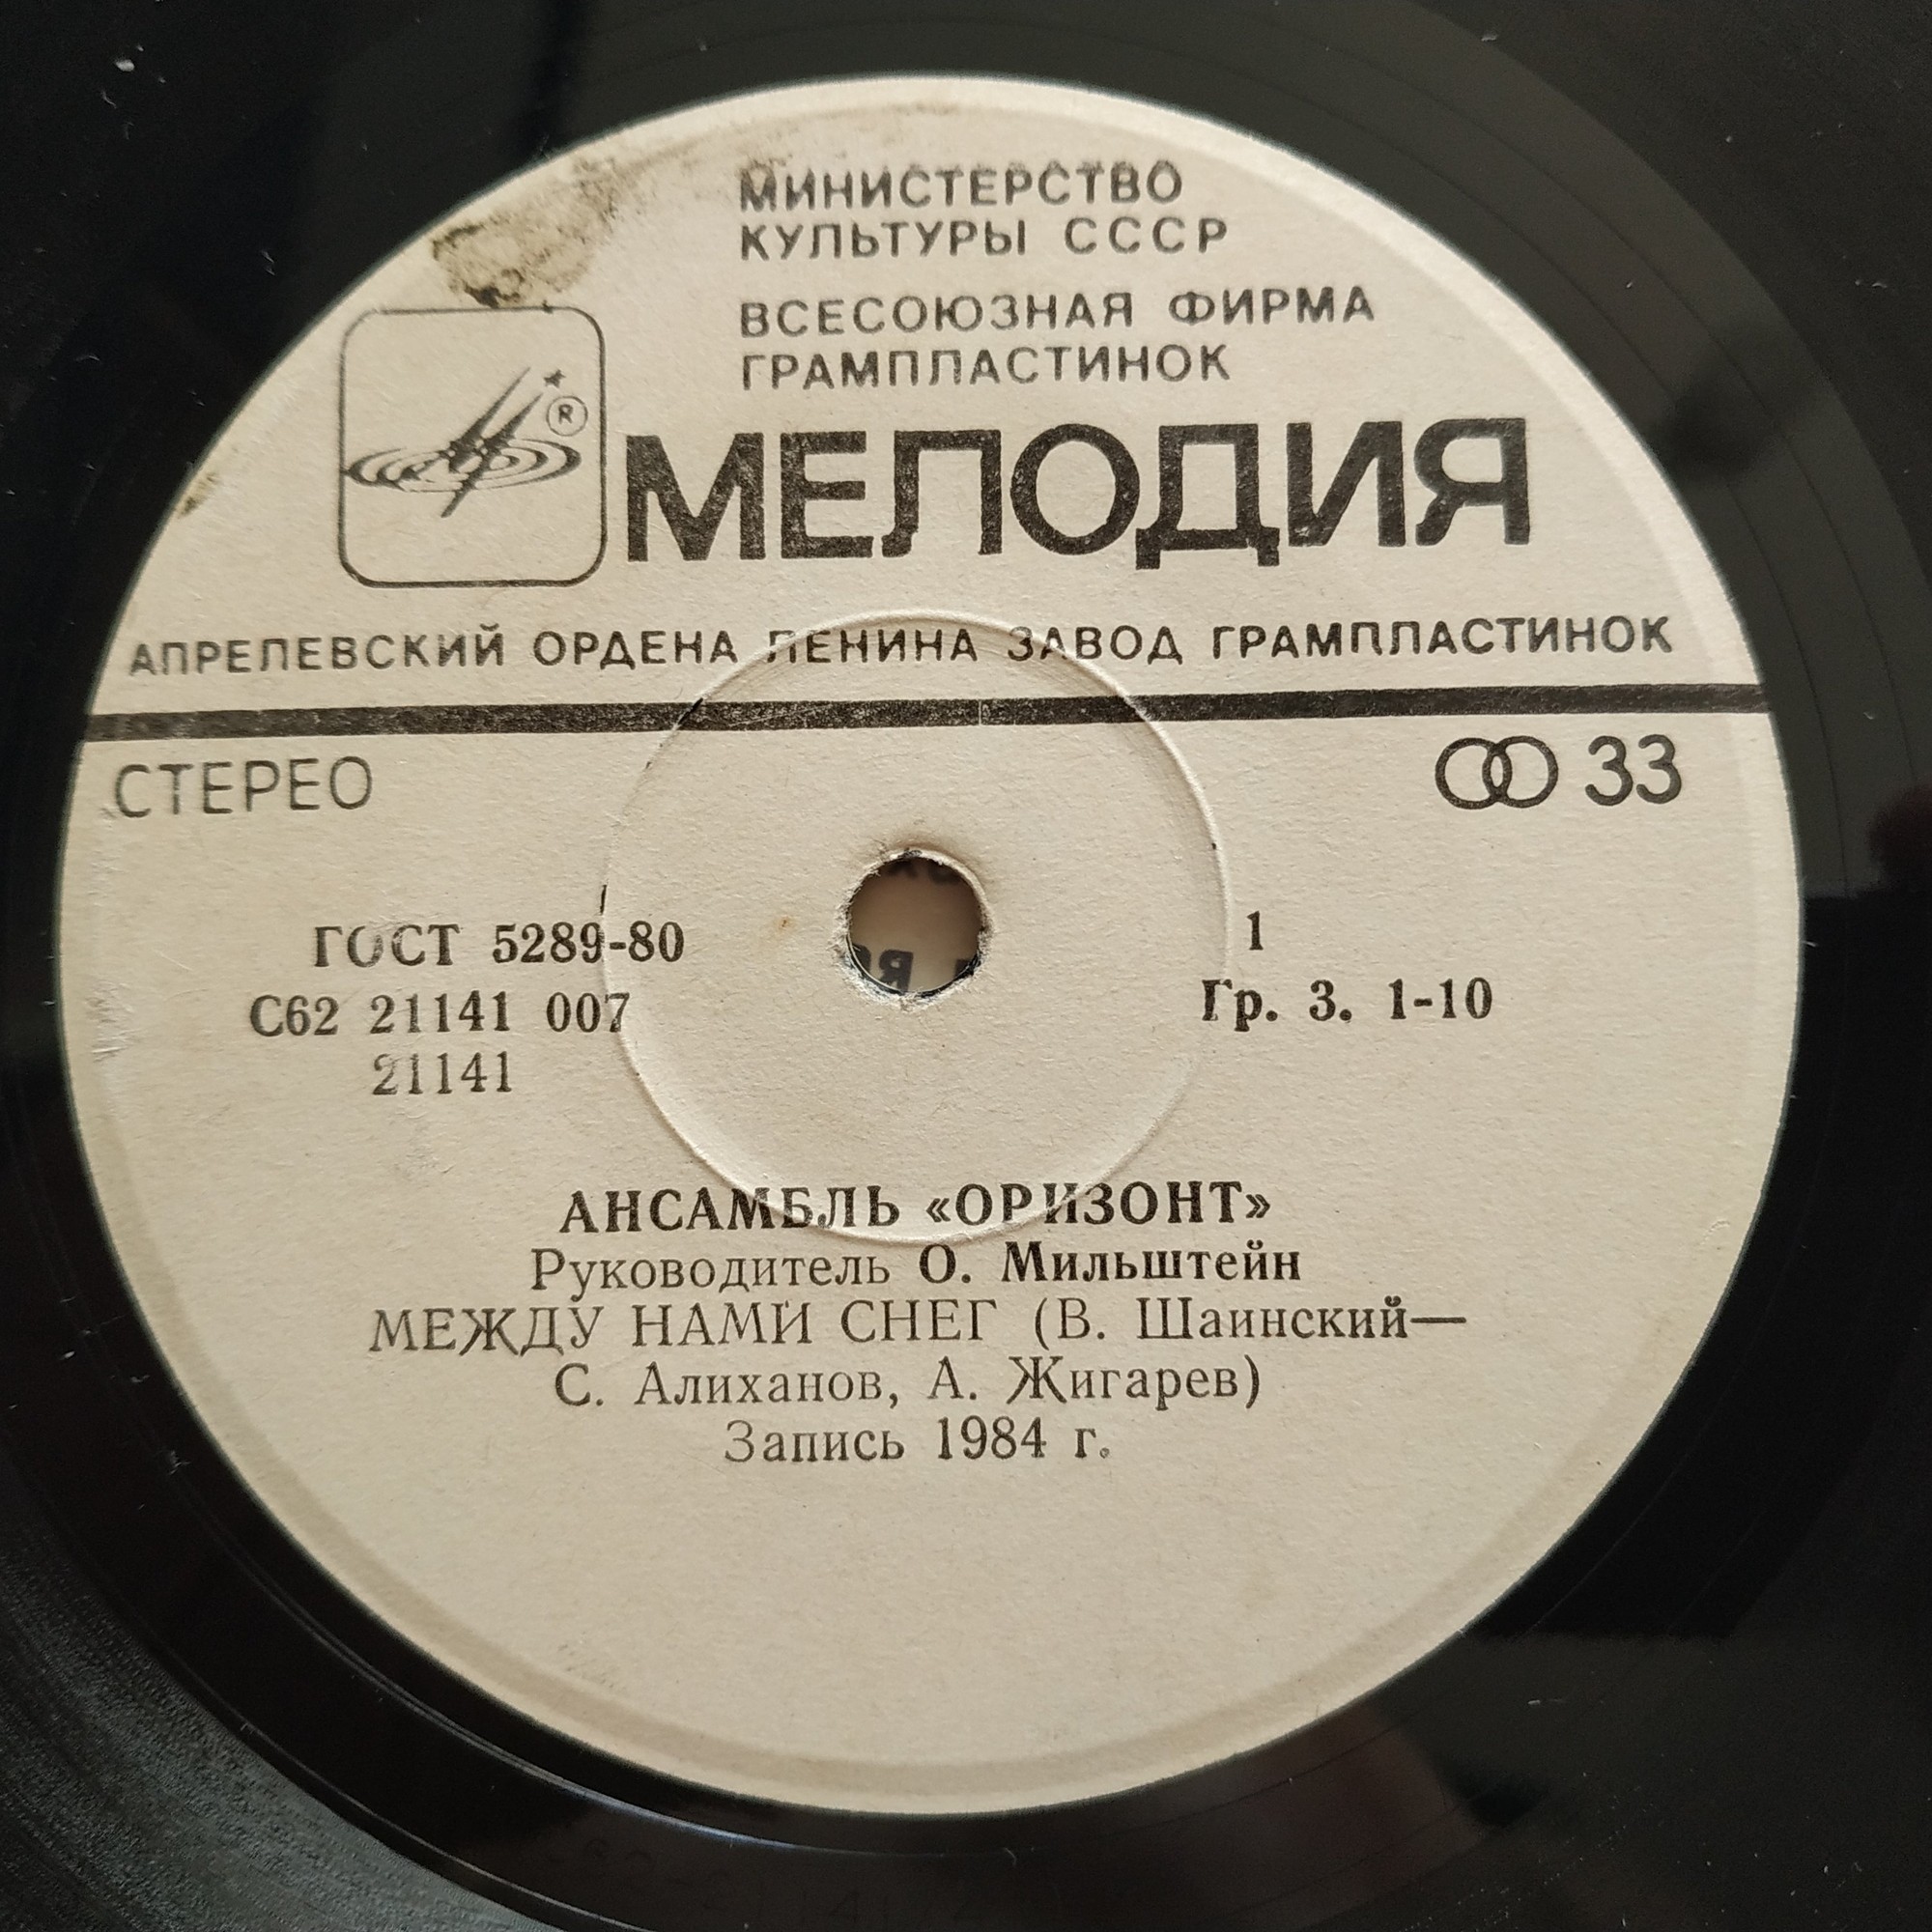 МИНИСТЕРСТВО
КУЛЬТУРЫ СССР
ВСЕСОЮЗНАЯ ФИРМА
ГРАМПЛАСТИНОК
®
МЕЛОДИЯ
АПРЕЛЕВСКИЙ ОРДЕНА ЛЕНИНА ЗАВОД ГРАМПЛАСТИНОК
СТЕРЕО
33
ГОСТ 5289-80
1
С62 21141 007
Гр. 3. 1-10
21141
АНСАМБЛЬ «ОРИЗОНТ»
Руководитель О. Мильштейн
МЕЖДУ НАМИ СНЕГ (В. Шаинский—
С. Алиханов, А. Жигарев)
Запись 1984 г.